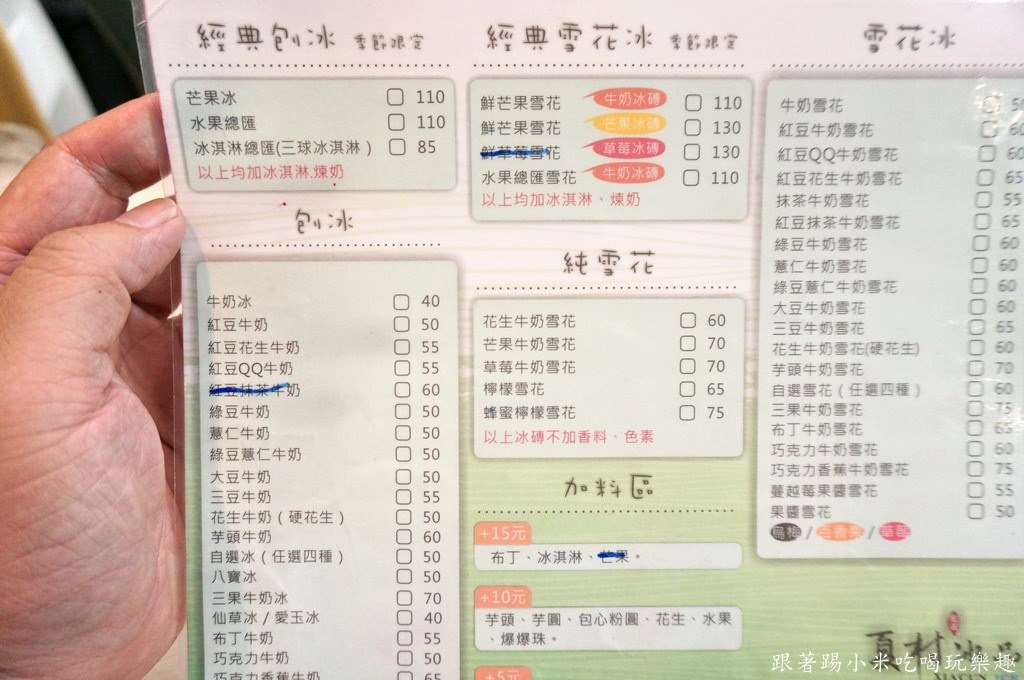 經典刨冰 季節限定
芒果冰 110
水果總匯 110
冰淇淋總匯(三球冰淇淋) 85
以上均加冰淇淋.煉奶
刨冰
牛奶冰 40
紅豆牛奶 50
紅豆花生牛奶 55
紅豆QQ牛奶 55
紅豆抹茶牛奶 60
綠豆牛奶 50
薏仁牛奶 50
綠豆薏仁牛奶 50
大豆牛奶 50
三豆牛奶 55
花生牛奶(硬花生) 50
芋頭牛奶 60
自選冰(任選四種) 50
八寶冰 50
三果牛奶冰 70
仙草冰/愛玉冰 40
布丁牛奶 55
巧克力牛奶 50
巧克力香蕉牛奶 65
經典雪花冰 季節限定
鮮芒果雪花 牛奶冰磚 110
鮮芒果雪花 芒果冰磚 130
鮮草莓雪花 草莓冰磚 130
水果總匯雪花 牛奶冰磚 110
以上均加冰淇淋、煉奶
純雪花
花生牛奶雪花 60
芒果牛奶雪花 70
草莓牛奶雪花 70
檸檬雪花 65
蜂蜜檸檬雪花 75
以上冰磚不加香料、色素
加料區
+15元
布丁、冰淇淋、芒果。
+10元
芋頭、芋圓、包心粉圓、花生、水果
、爆爆珠。
+5元
雪花冰
牛奶雪花 50
紅豆牛奶雪花 60
紅豆QQ牛奶雪花 60
紅豆花生牛奶雪花 65
抹茶牛奶雪花 55
紅豆抹茶牛奶雪花 65
綠豆牛奶雪花 60
薏仁牛奶雪花 60
綠豆薏仁牛奶雪花 60
大豆牛奶雪花 60
三豆牛奶雪花 65
花生牛奶雪花(硬花生) 60
芋頭牛奶雪花 70
自選雪花(任選四種) 60
三果牛奶雪花 75
布丁牛奶雪花 65
巧克力牛奶雪花 60
巧克力香蕉牛奶雪花 75
蔓越莓果醬雪花 55
果醬雪花 50
烏梅/百香果/草莓
夏村冰品
跟著踢小米吃喝玩樂趣